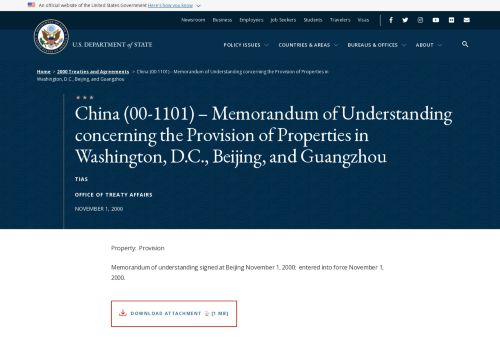 An official website of the United States Government Here's how you know
Newsroom Business Employees Job Seekers Students Travelers Visas
U.S. DEPARTMENT of STATE
POLICY ISSUES COUNTRIES & AREAS BUREAUS & OFFICES ABOUT
Home > 2000 Treaties and Agreements > China (00-1101) – Memorandum of Understanding concerning the Provision of Properties in
Washington, D.C., Beijing, and Guangzhou
China (00-1101) – Memorandum of Understanding
concerning the Provision of Properties in
Washington, D.C., Beijing, and Guangzhou
TIAS
OFFICE OF TREATY AFFAIRS
NOVEMBER 1, 2000
Property: Provision
Memorandum of understanding signed at Beijing November 1, 2000; entered into force November 1,
2000.
DOWNLOAD ATTACHMENT [1 MB]